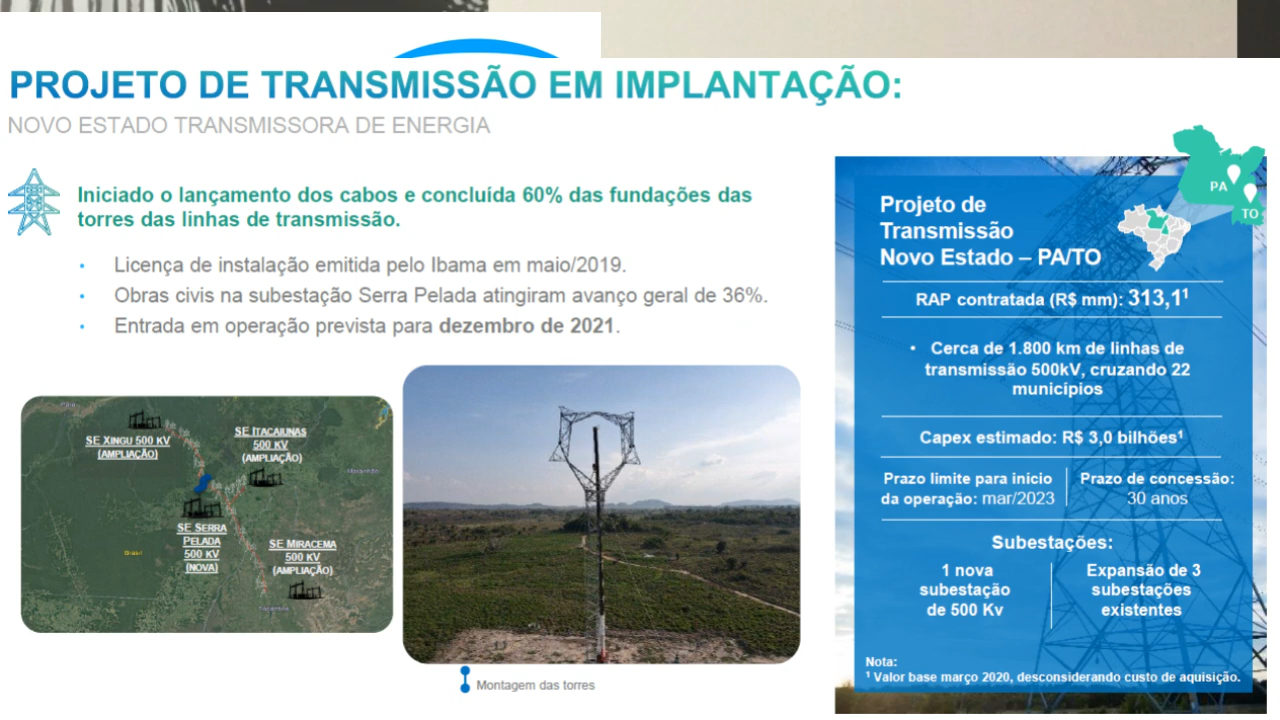 PROJETO DE TRANSMISSÃO EM IMPLANTAÇÃO:
NOVO ESTADO TRANSMISSORA DE ENERGIA
Iniciado o lançamento dos cabos e concluída 60% das fundações das
torres das linhas de transmissão.
• Licença de instalação emitida pelo Ibama em maio/2019.
• Obras civis na subestação Serra Pelada atingiram avanço geral de 36%.
• Entrada em operação prevista para dezembro de 2021.
SE XINGU 500 KV
(AMPLIAÇÃO)
SE ITACAIUNAS
500 KV
(AMPLIAÇÃO)
SE SERRA
PELADA
500 KV
(NOVA)
SE MIRACEMA
500 KV
(AMPLIAÇÃO)
Brasil
Maranhão
Tocantins
Montagem das torres
PA
TO
Projeto de
Transmissão
Novo Estado – PA/TO
RAP contratada (R$ mm): 313,1¹
• Cerca de 1.800 km de linhas de
transmissão 500kV, cruzando 22
municípios
Capex estimado: R$ 3,0 bilhões¹
Prazo limite para início
da operação: mar/2023
Prazo de concessão:
30 anos
Subestações:
1 nova
subestação
de 500 Kv
Expansão de 3
subestações
existentes
Nota:
¹ Valor base março 2020, desconsiderando custo de aquisição.